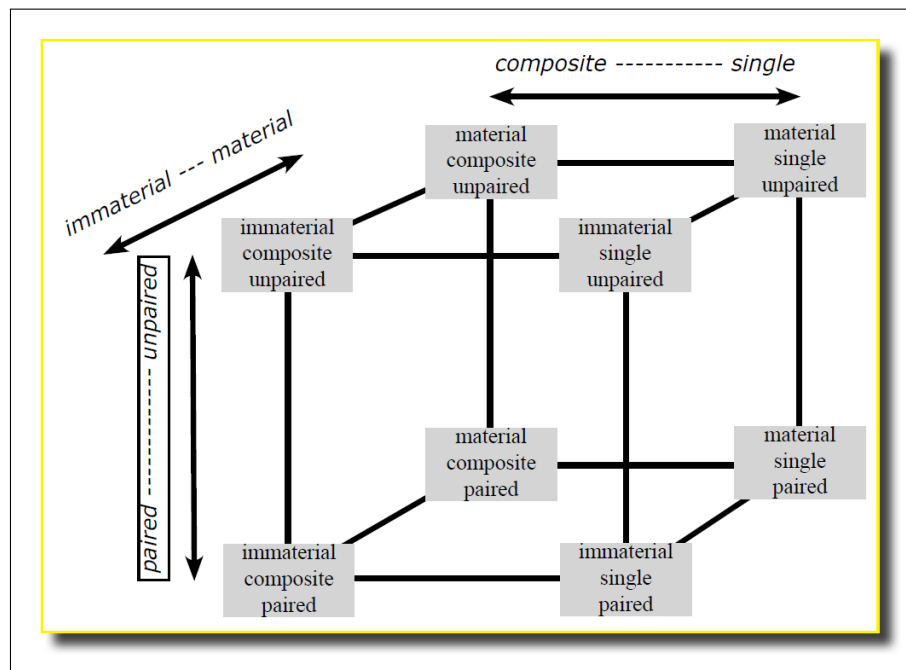 composite ----------- single
immaterial --- material
paired ------------- unpaired
material
composite
unpaired
material
single
unpaired
immaterial
composite
unpaired
immaterial
single
unpaired
material
composite
paired
material
single
paired
immaterial
composite
paired
immaterial
single
paired